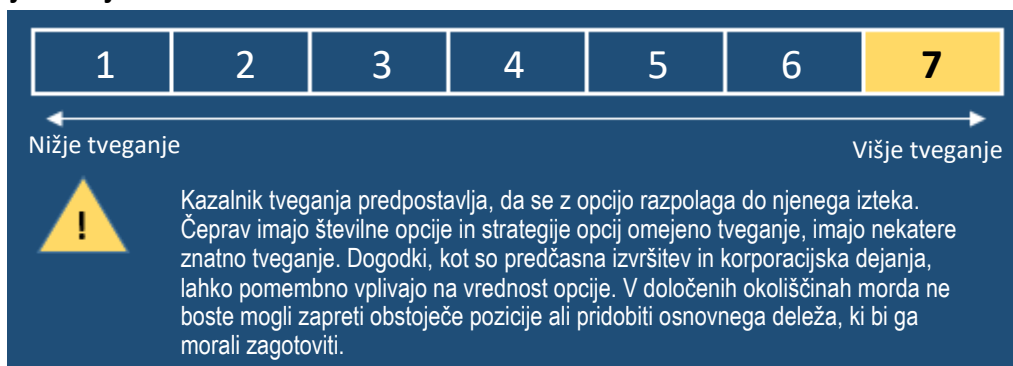 1 2 3 4 5 6 7
Nižje tveganje Višje tveganje
! Kazalnik tveganja predpostavlja, da se z opcijo razpolaga do njenega izteka.
Čeprav imajo številne opcije in strategije opcij omejeno tveganje, imajo nekatere
znatno tveganje. Dogodki, kot so predčasna izvršitev in korporacijska dejanja,
lahko pomembno vplivajo na vrednost opcije. V določenih okoliščinah morda ne
boste mogli zapreti obstoječe pozicije ali pridobiti osnovnega deleža, ki bi ga
morali zagotoviti.